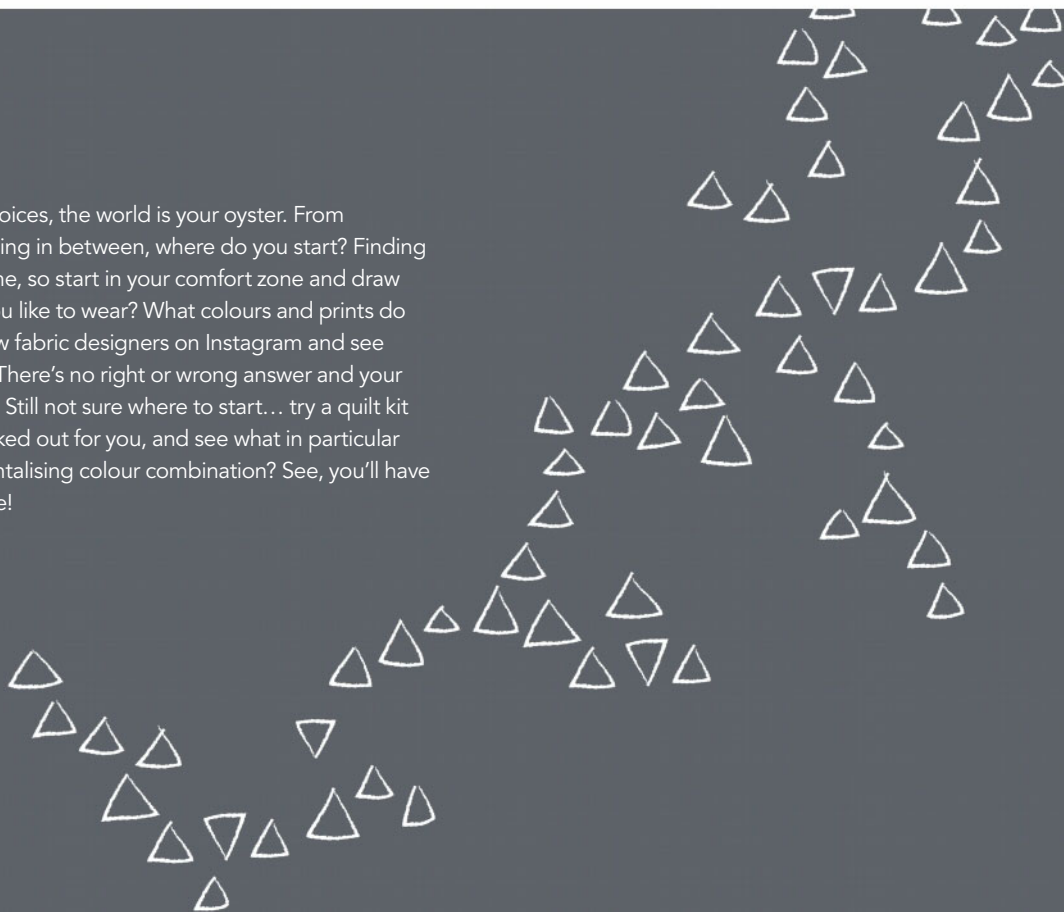 oices, the world is your oyster. From
ing in between, where do you start? Finding
ne, so start in your comfort zone and draw
ou like to wear? What colours and prints do
w fabric designers on Instagram and see
There’s no right or wrong answer and your
Still not sure where to start… try a quilt kit
ked out for you, and see what in particular
ntalising colour combination? See, you’ll have
e!